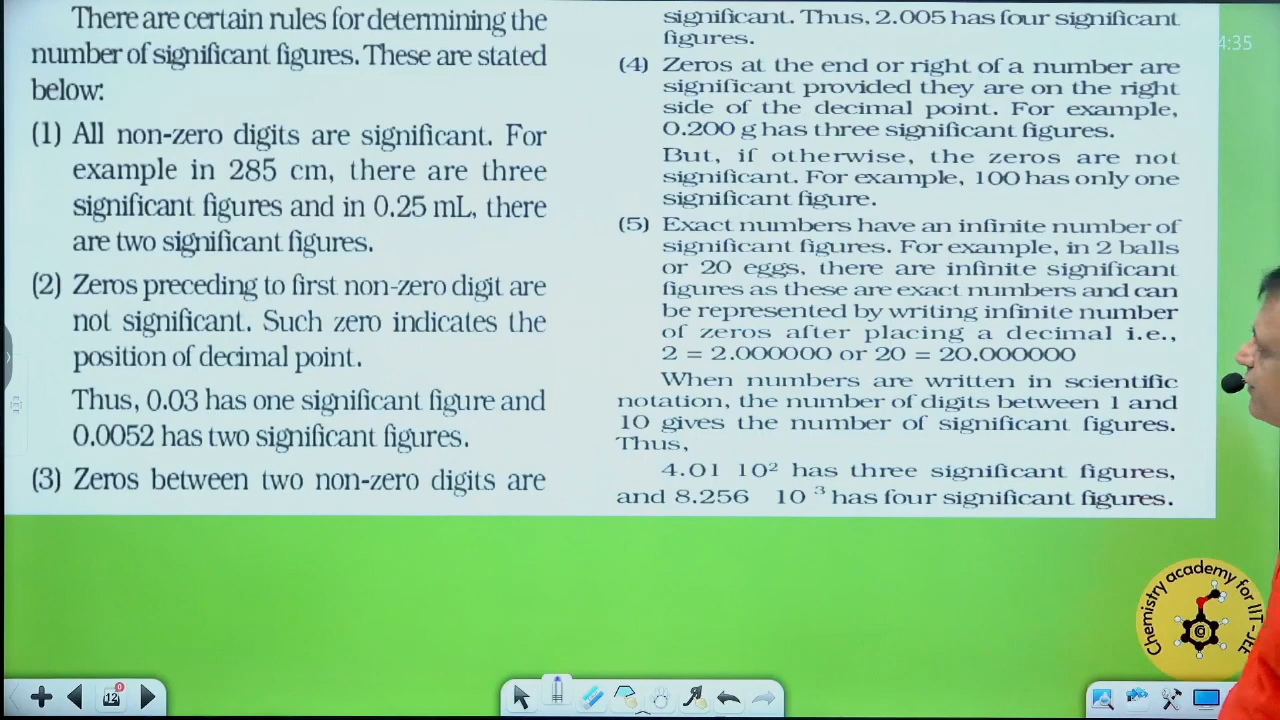 There are certain rules for determining the
number of significant figures. These are stated
below:
(1) All non-zero digits are significant. For
example in 285 cm, there are three
significant figures and in 0.25 mL, there
are two significant figures.
(2) Zeros preceding to first non-zero digit are
not significant. Such zero indicates the
position of decimal point.
Thus, 0.03 has one significant figure and
0.0052 has two significant figures.
(3) Zeros between two non-zero digits are
significant. Thus, 2.005 has four significant
figures.
(4) Zeros at the end or right of a number are
significant provided they are on the right
side of the decimal point. For example,
0.200 g has three significant figures.
But, if otherwise, the zeros are not
significant. For example, 100 has only one
significant figure.
(5) Exact numbers have an infinite number of
significant figures. For example, in 2 balls
or 20 eggs, there are infinite significant
figures as these are exact numbers and can
be represented by writing infinite number
of zeros after placing a decimal i.e.,
2 = 2.000000 or 20 = 20.000000
When numbers are written in scientific
notation, the number of digits between 1 and
10 gives the number of significant figures.
Thus,
4.01 10² has three significant figures,
and 8.256 10 ³ has four significant figures.
4:35
Chemistry academy for IIT-JEE
©
12
0